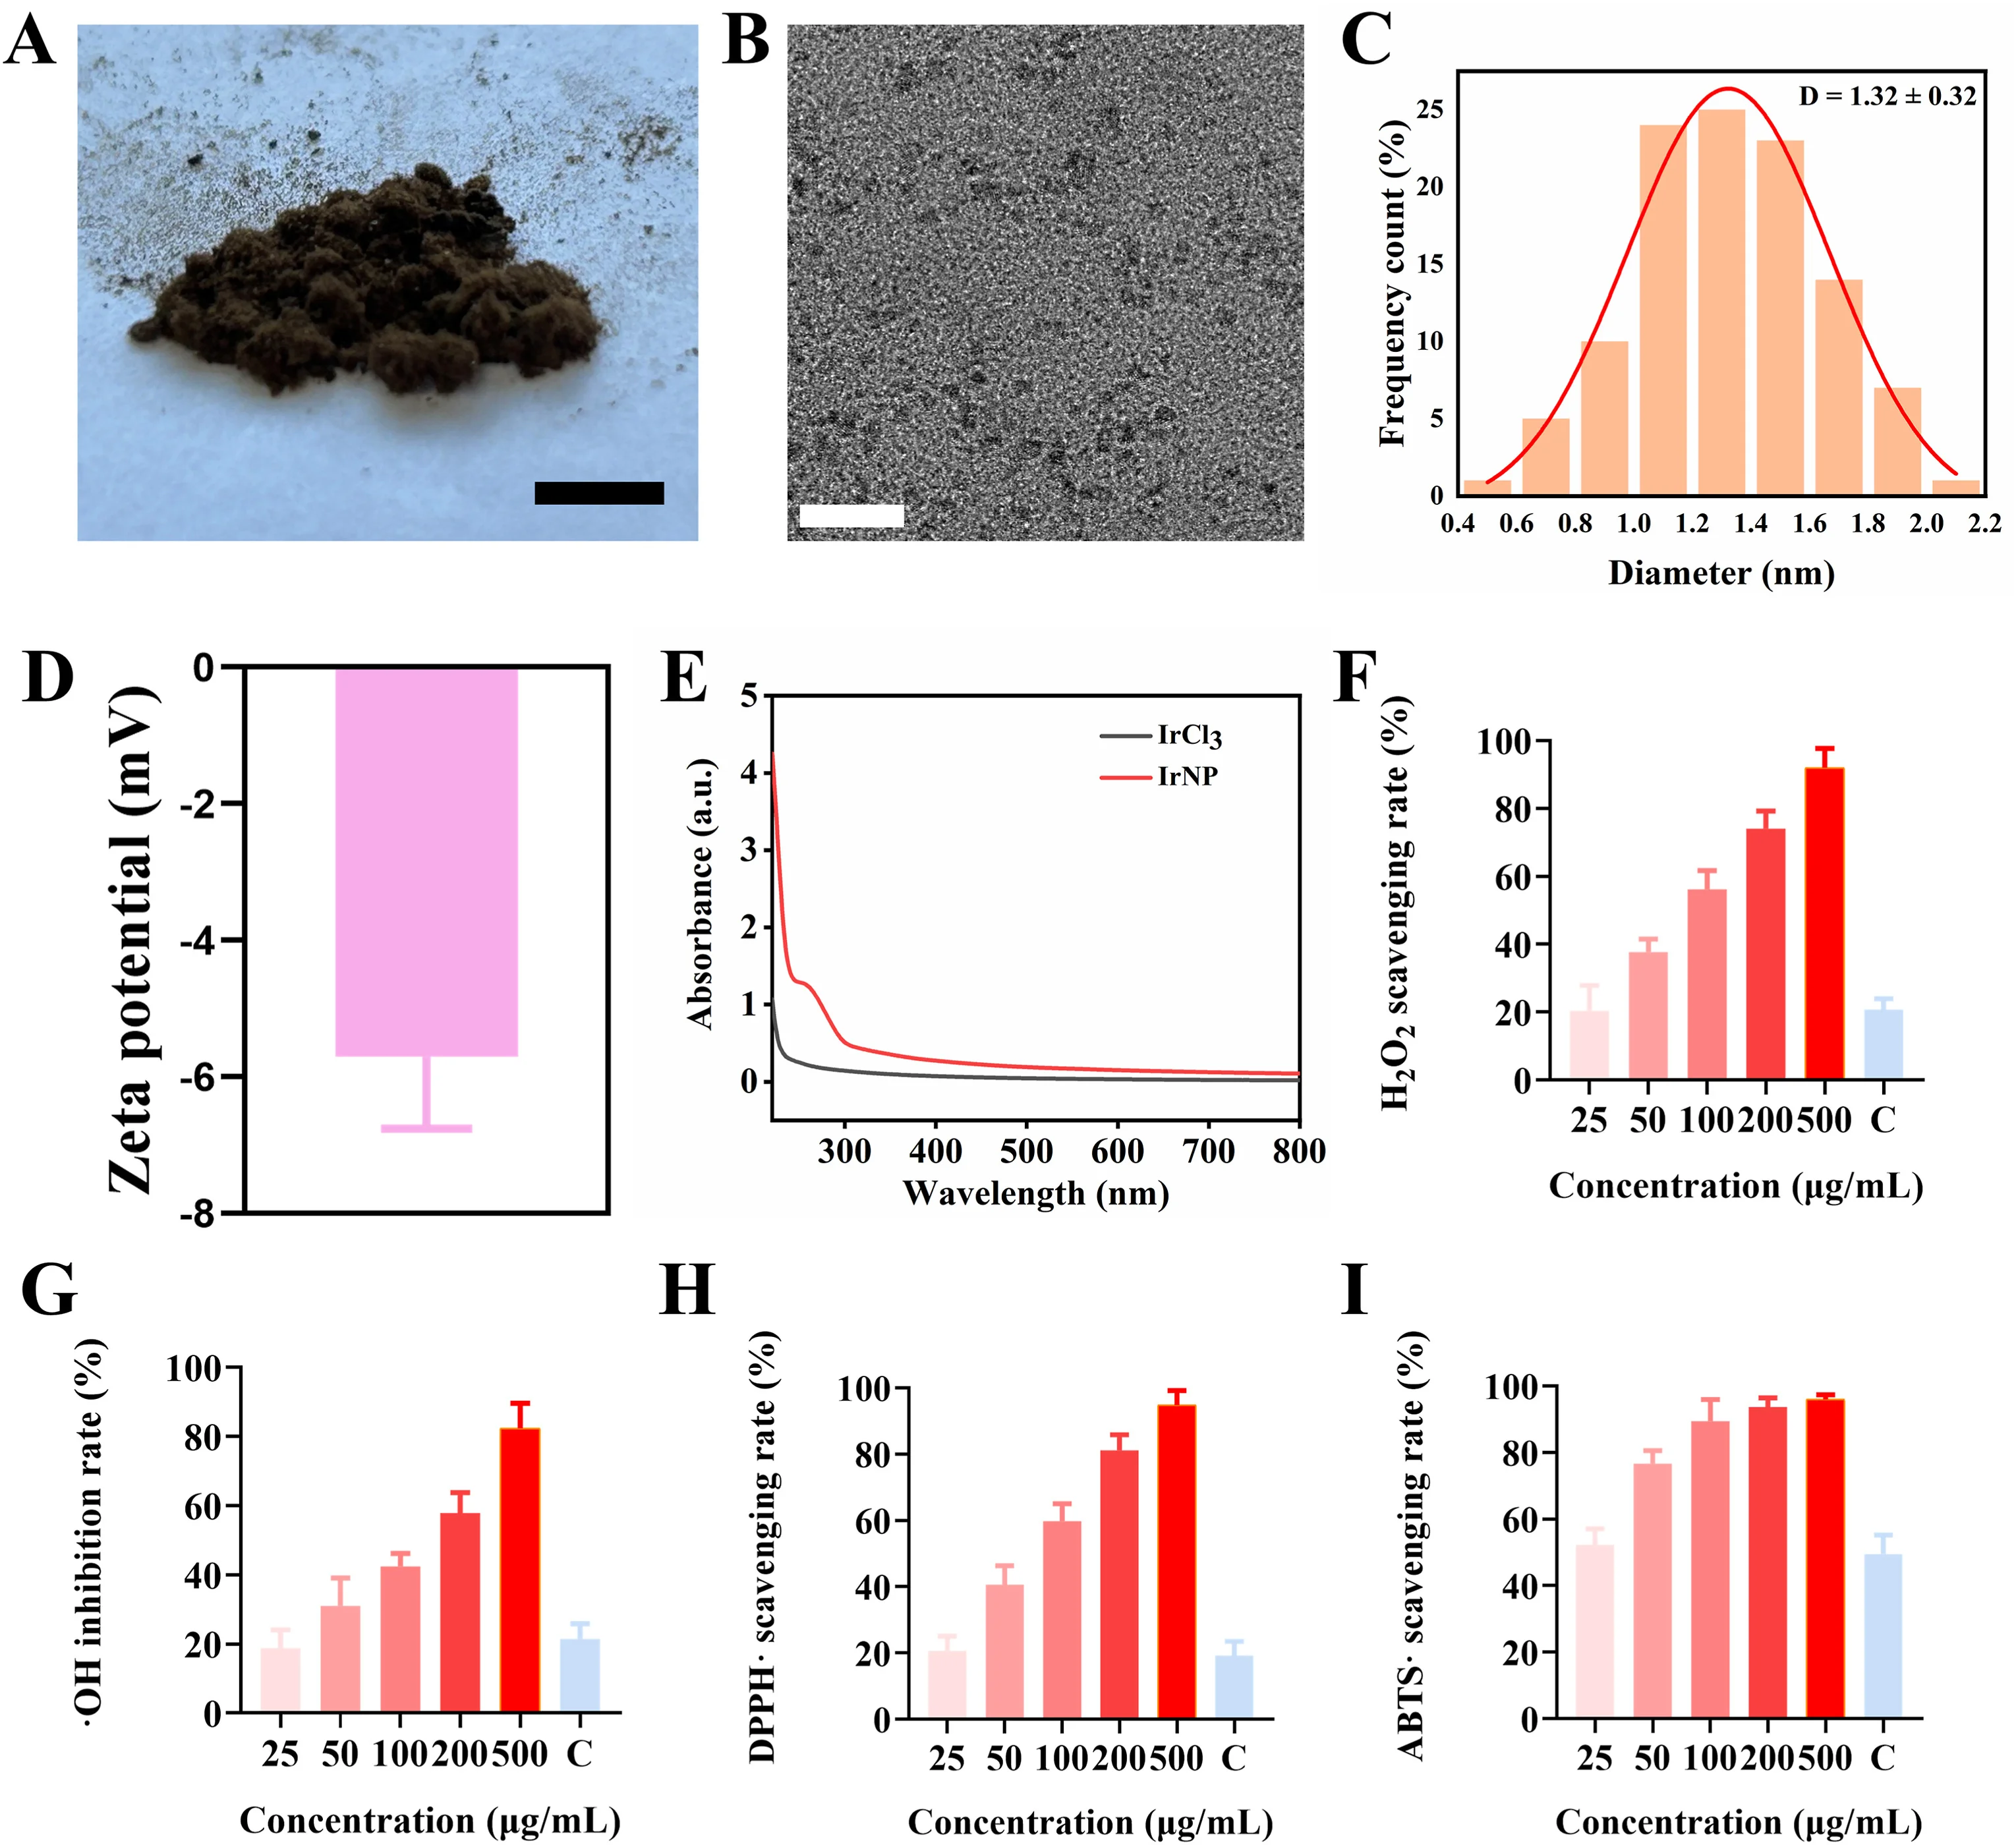 A
B
C
D = 1.32 ± 0.32
Frequency count (%)
25
20
15
10
5
0
0.4 0.6 0.8 1.0 1.2 1.4 1.6 1.8 2.0 2.2
Diameter (nm)
D
Zeta potential (mV)
0
-2
-4
-6
-8
E
Absorbance (a.u.)
5
4
3
2
1
0
IrCl₃
IrNP
300 400 500 600 700 800
Wavelength (nm)
F
H₂O₂ scavenging rate (%)
100
80
60
40
20
0
25 50 100 200 500 C
Concentration (μg/mL)
G
·OH inhibition rate (%)
100
80
60
40
20
0
25 50 100 200 500 C
Concentration (μg/mL)
H
DPPH· scavenging rate (%)
100
80
60
40
20
0
25 50 100 200 500 C
Concentration (μg/mL)
I
ABTS· scavenging rate (%)
100
80
60
40
20
0
25 50 100 200 500 C
Concentration (μg/mL)